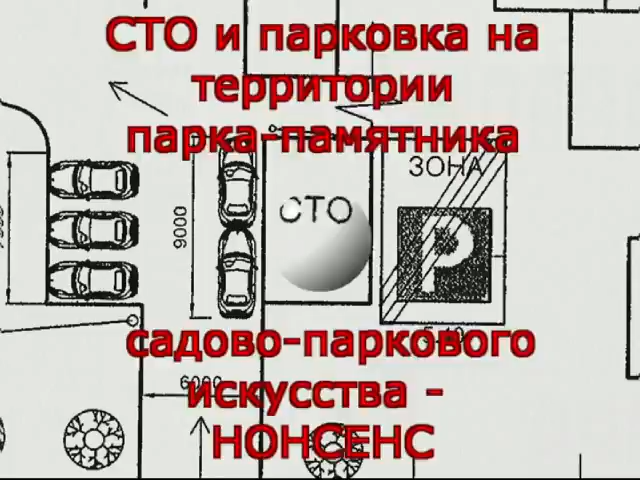 СТО и парковка на
территории
парка-памятника
ЗОНА
СТО
9000
P
садово-паркового
6000
искусства -
НОНСЕНС